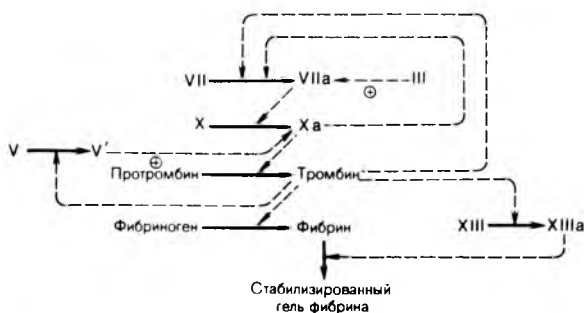 VII VIIa III
⊕
X Xa
V V′
⊕
Протромбин Тромбин
Фибриноген Фибрин XIII XIIIa
Стабилизированный
гель фибрина